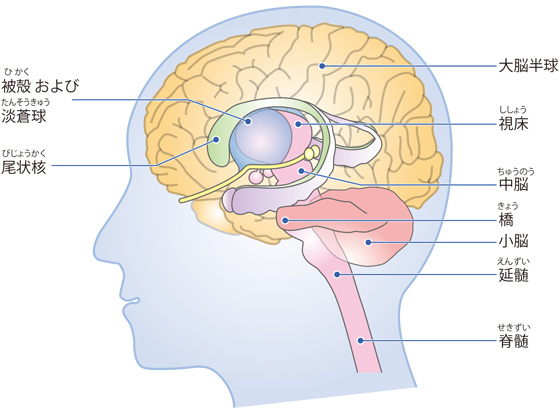 ひ かく
被殻 および
たんそうきゅう
淡蒼球
びじょうかく
尾状核
大脳半球
ししょう
視床
ちゅうのう
中脳
きょう
橋
小脳
えんずい
延髄
せきずい
脊髄